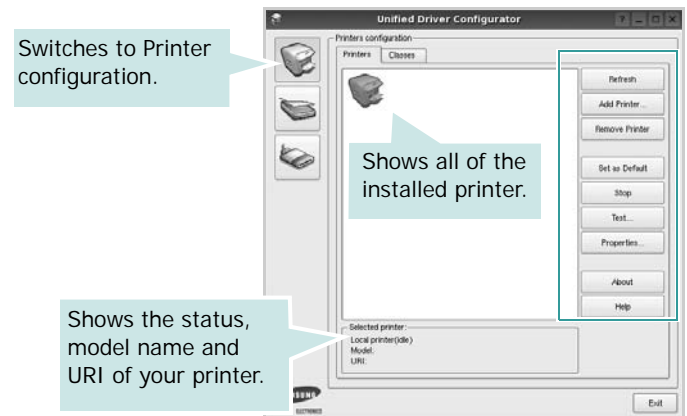 Unified Driver Configurator
Switches to Printer
configuration.
Printers configuration
Printers Classes
Refresh
Add Printer...
Remove Printer
Shows all of the
installed printer.
Set as Default
Stop
Test...
Properties...
About
Help
Shows the status,
model name and
URI of your printer.
Selected printer:
Local printer(idle)
Model:
URI:
ELECTRONICS
Exit